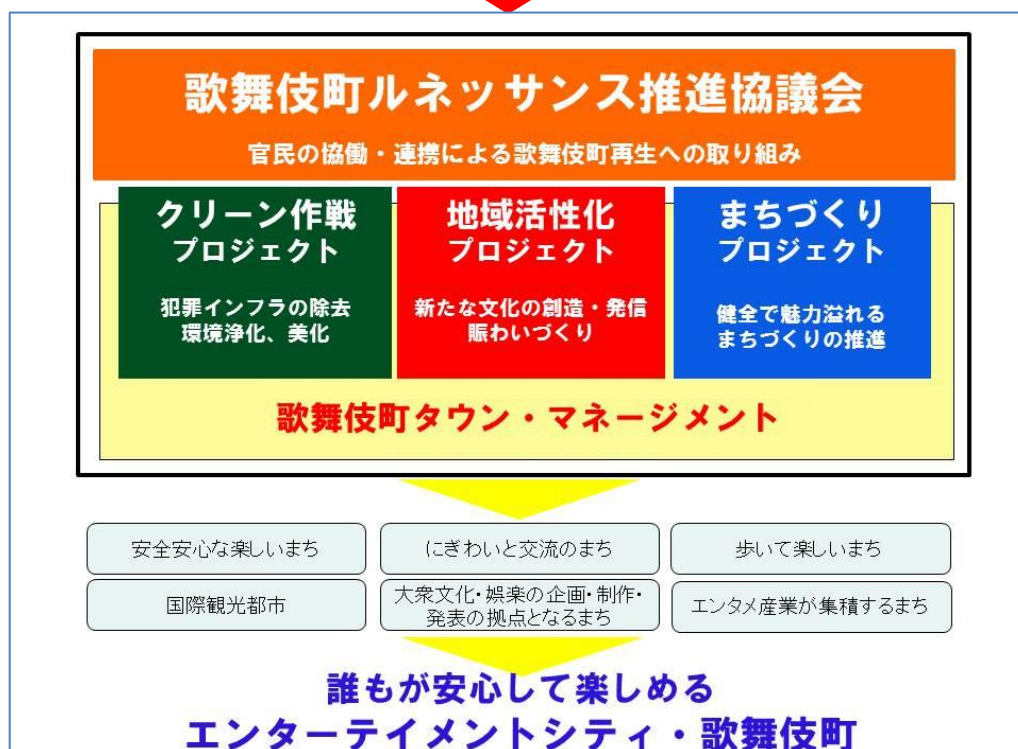 歌舞伎町ルネッサンス推進協議会
官民の協働・連携による歌舞伎町再生への取り組み
クリーン作戦
プロジェクト
犯罪インフラの除去
環境浄化、美化
地域活性化
プロジェクト
新たな文化の創造・発信
賑わいづくり
まちづくり
プロジェクト
健全で魅力溢れる
まちづくりの推進
歌舞伎町タウン・マネージメント
安全安心な楽しいまち
にぎわいと交流のまち
歩いて楽しいまち
国際観光都市
大衆文化・娯楽の企画・制作・
発表の拠点となるまち
エンタメ産業が集積するまち
誰もが安心して楽しめる
エンターテイメントシティ・歌舞伎町